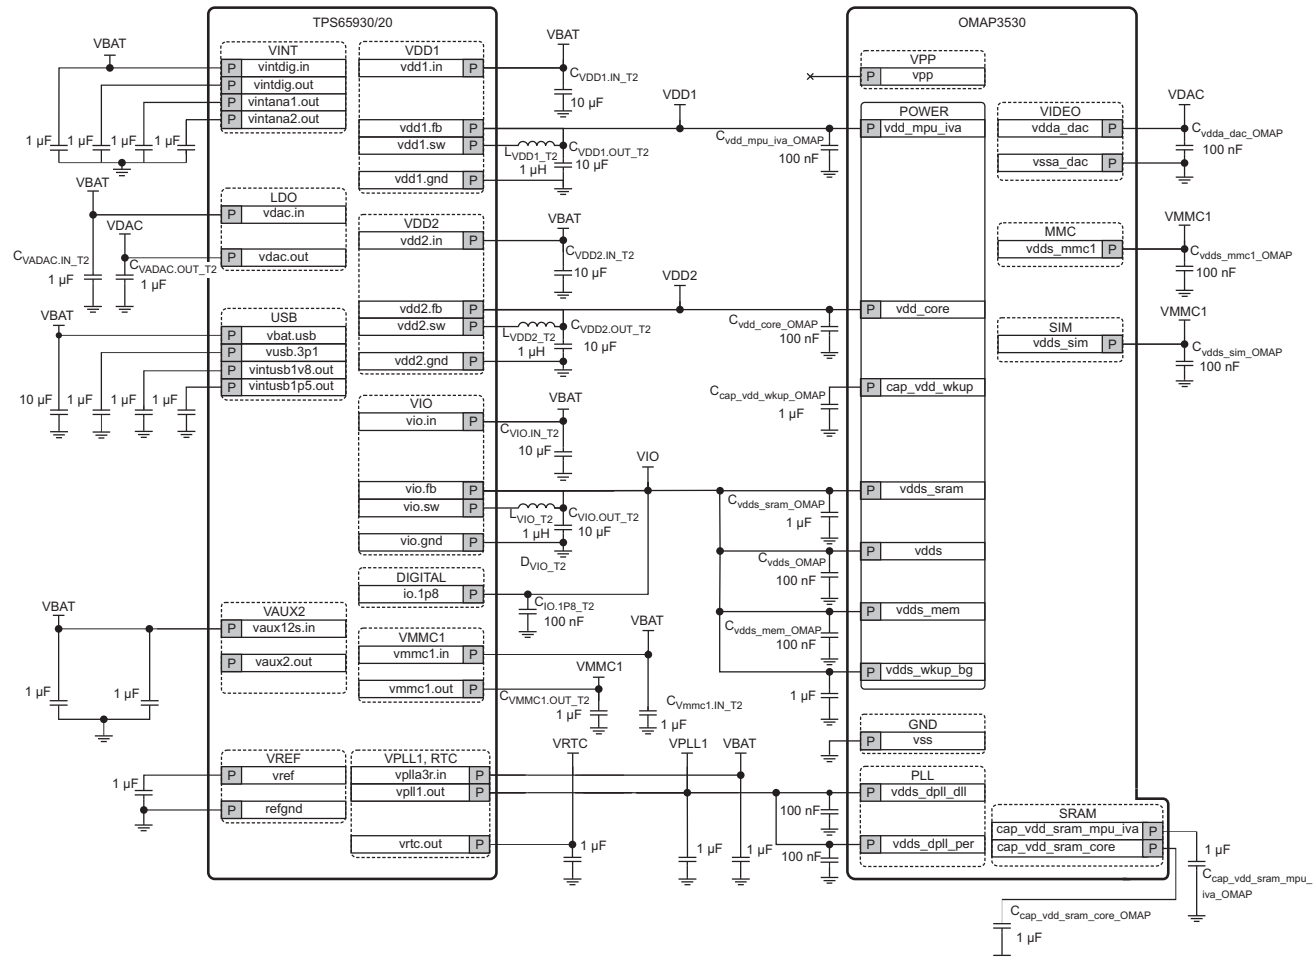 TPS65930/20
OMAP3530
VBAT
VINT
P vintdig.in
P vintdig.out
P vintana1.out
P vintana2.out
1 µF
1 µF
1 µF
1 µF
VBAT
LDO
P vdac.in
VDAC
P vdac.out
CVADAC.IN_T2
1 µF
CVADAC.OUT_T2
1 µF
VBAT
USB
P vbat.usb
P vusb.3p1
P vintusb1v8.out
P vintusb1p5.out
10 µF
1 µF
1 µF
1 µF
VBAT
VAUX2
P vaux12s.in
P vaux2.out
1 µF
1 µF
VREF
P vref
P refgnd
1 µF
VDD1
vdd1.in P
VBAT
CVDD1.IN_T2
10 µF
vdd1.fb P
vdd1.sw P
LVDD1_T2
1 µH
CVDD1.OUT_T2
10 µF
vdd1.gnd P
VDD1
VDD2
vdd2.in P
VBAT
CVDD2.IN_T2
10 µF
vdd2.fb P
vdd2.sw P
LVDD2_T2
1 µH
CVDD2.OUT_T2
10 µF
vdd2.gnd P
VDD2
VIO
vio.in P
VBAT
CVIO.IN_T2
10 µF
vio.fb P
vio.sw P
LVIO_T2
1 µH
CVIO.OUT_T2
10 µF
vio.gnd P
DVIO_T2
VIO
DIGITAL
io.1p8 P
CIO.1P8_T2
100 nF
VMMC1
vmmc1.in P
VBAT
vmmc1.out P
VMMC1
CVMMC1.OUT_T2
1 µF
CVmmc1.IN_T2
1 µF
VPLL1, RTC
vplla3r.in P
vpll1.out P
vrtc.out P
VRTC
VPLL1
VBAT
1 µF
1 µF
1 µF
VPP
P vpp
POWER
P vdd_mpu_iva
Cvdd_mpu_iva_OMAP
100 nF
P vdd_core
Cvdd_core_OMAP
100 nF
P cap_vdd_wkup
Ccap_vdd_wkup_OMAP
1 µF
P vdds_sram
Cvdds_sram_OMAP
1 µF
P vdds
Cvdds_OMAP
100 nF
P vdds_mem
Cvdds_mem_OMAP
100 nF
P vdds_wkup_bg
1 µF
GND
P vss
PLL
P vdds_dpll_dll
100 nF
P vdds_dpll_per
100 nF
VIDEO
vdda_dac P
vssa_dac P
VDAC
Cvdda_dac_OMAP
100 nF
MMC
vdds_mmc1 P
VMMC1
Cvdds_mmc1_OMAP
100 nF
SIM
vdds_sim P
VMMC1
Cvdds_sim_OMAP
100 nF
SRAM
cap_vdd_sram_mpu_iva P
cap_vdd_sram_core P
1 µF
Ccap_vdd_sram_mpu_
iva_OMAP
Ccap_vdd_sram_core_OMAP
1 µF